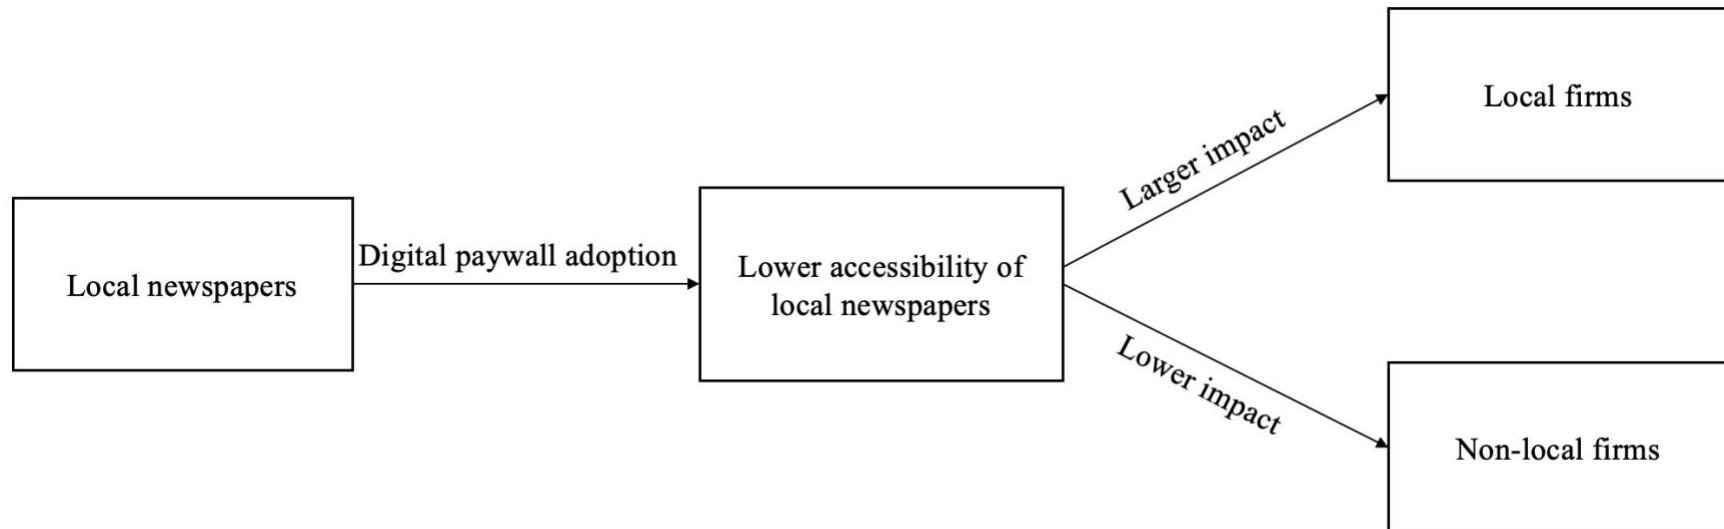 Local newspapers
Digital paywall adoption
Lower accessibility of
local newspapers
Larger impact
Local firms
Lower impact
Non-local firms